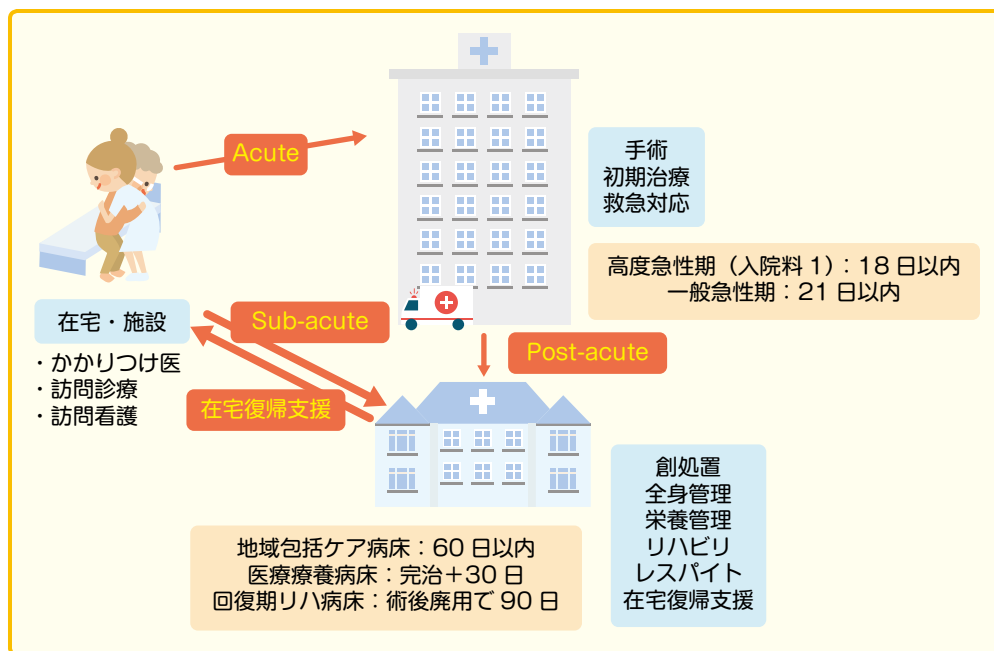 Acute
手術
初期治療
救急対応
高度急性期（入院料 1）：18 日以内
一般急性期：21 日以内
在宅・施設
・かかりつけ医
・訪問診療
・訪問看護
Sub-acute
Post-acute
在宅復帰支援
創処置
全身管理
栄養管理
リハビリ
レスパイト
在宅復帰支援
地域包括ケア病床：60 日以内
医療療養病床：完治＋30 日
回復期リハ病床：術後廃用で 90 日